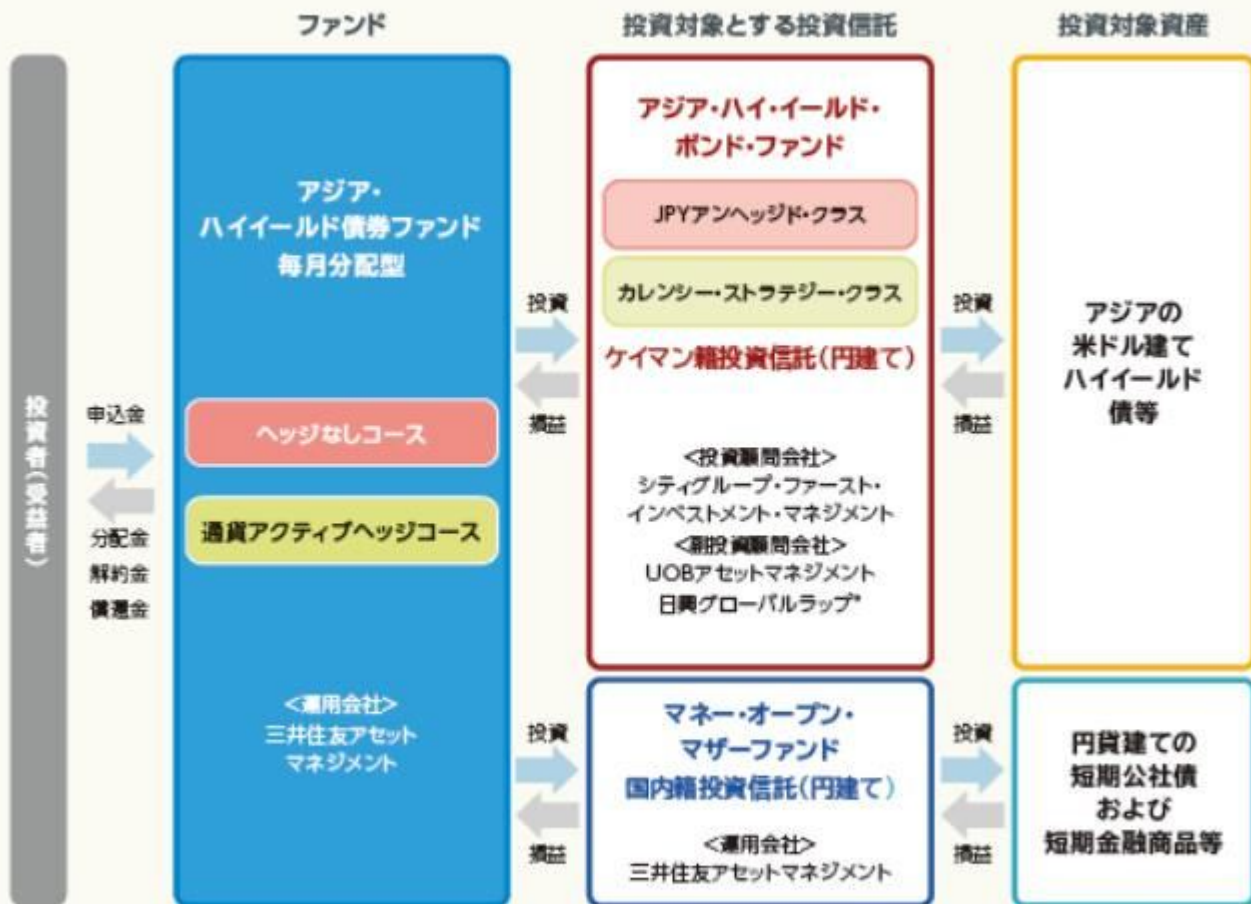 ファンド
投資対象とする投資信託
投資対象資産
投資者(受益者)
申込金
分配金
解約金
償還金
アジア・
ハイイールド債券ファンド
毎月分配型
ヘッジなしコース
通貨アクティブヘッジコース
<運用会社>
三井住友アセット
マネジメント
投資
損益
投資
損益
アジア・ハイ・イールド・
ボンド・ファンド
JPYアンヘッジド・クラス
カレンシー・ストラテジー・クラス
ケイマン籍投資信託(円建て)
<投資顧問会社>
シティグループ・ファースト・
インベストメント・マネジメント
<副投資顧問会社>
UOBアセットマネジメント
日興グローバルラップ*
マネー・オープン・
マザーファンド
国内籍投資信託(円建て)
<運用会社>
三井住友アセットマネジメント
投資
損益
投資
損益
アジアの
米ドル建て
ハイイールド
債等
円貨建ての
短期公社債
および
短期金融商品等